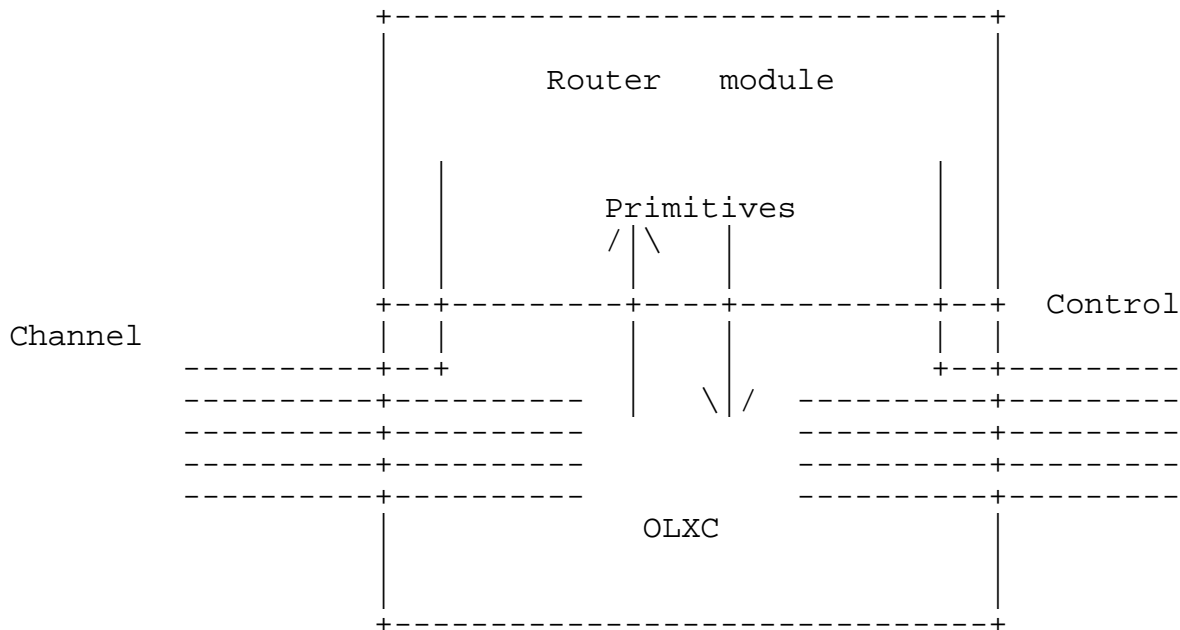 Router module
Primitives
Control
Channel
OLXC